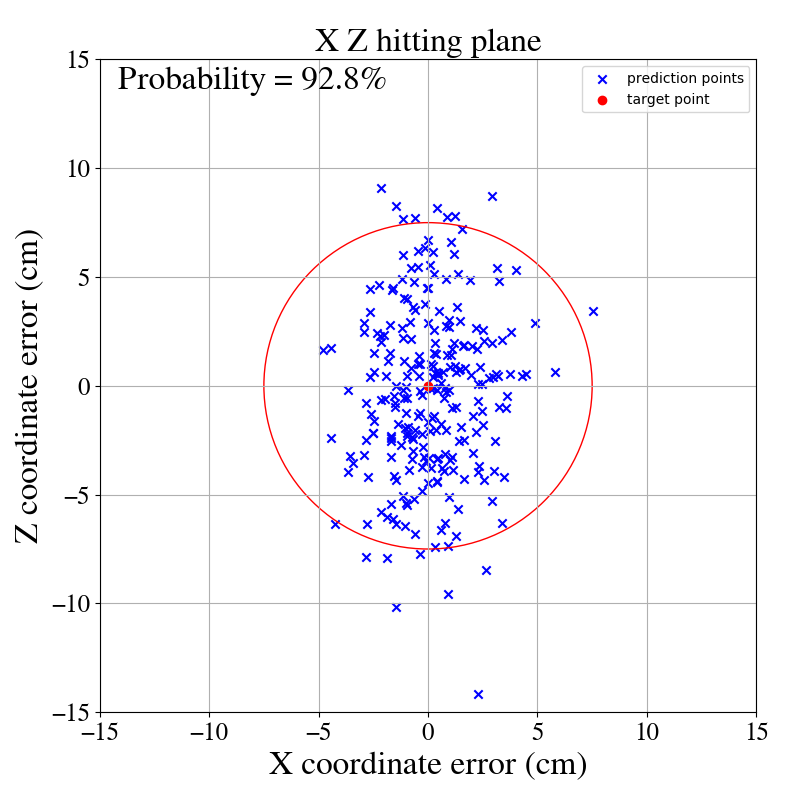 X Z hitting plane
Probability = 92.8%
prediction points
target point
15
10
5
0
−5
−10
−15
Z coordinate error (cm)
−15 −10 −5 0 5 10 15
X coordinate error (cm)